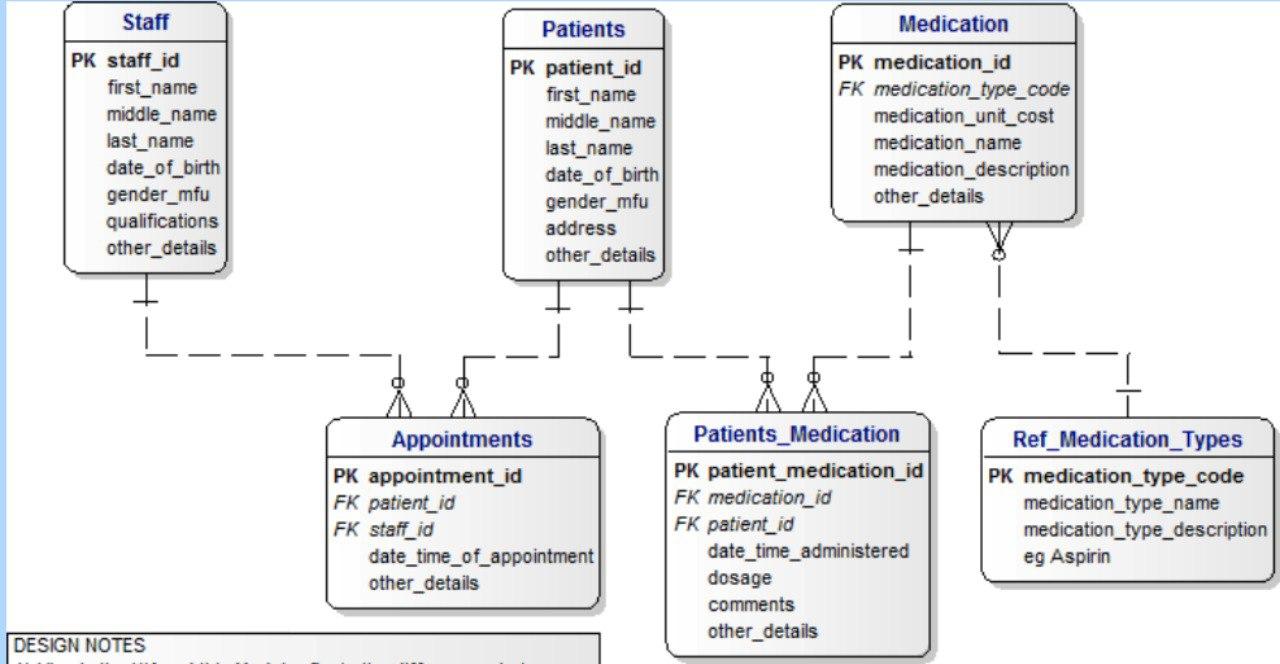 Staff
PK staff_id
first_name
middle_name
last_name
date_of_birth
gender_mfu
qualifications
other_details
Patients
PK patient_id
first_name
middle_name
last_name
date_of_birth
gender_mfu
address
other_details
Medication
PK medication_id
FK medication_type_code
medication_unit_cost
medication_name
medication_description
other_details
Appointments
PK appointment_id
FK patient_id
FK staff_id
date_time_of_appointment
other_details
Patients_Medication
PK patient_medication_id
FK medication_id
FK patient_id
date_time_administered
dosage
comments
other_details
Ref_Medication_Types
PK medication_type_code
medication_type_name
medication_type_description
eg Aspirin
DESIGN NOTES